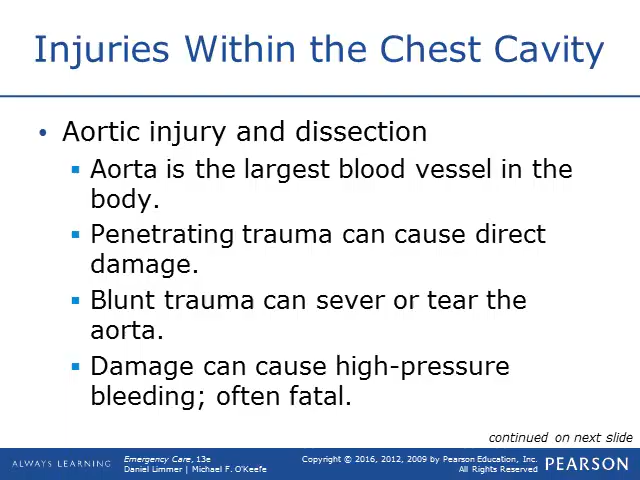 Injuries Within the Chest Cavity
• Aortic injury and dissection
▪ Aorta is the largest blood vessel in the
body.
▪ Penetrating trauma can cause direct
damage.
▪ Blunt trauma can sever or tear the
aorta.
▪ Damage can cause high-pressure
bleeding; often fatal.
continued on next slide
ALWAYS LEARNING
Emergency Care, 13e
Daniel Limmer | Michael F. O'Keefe
Copyright © 2016, 2012, 2009 by Pearson Education, Inc.
All Rights Reserved
PEARSON